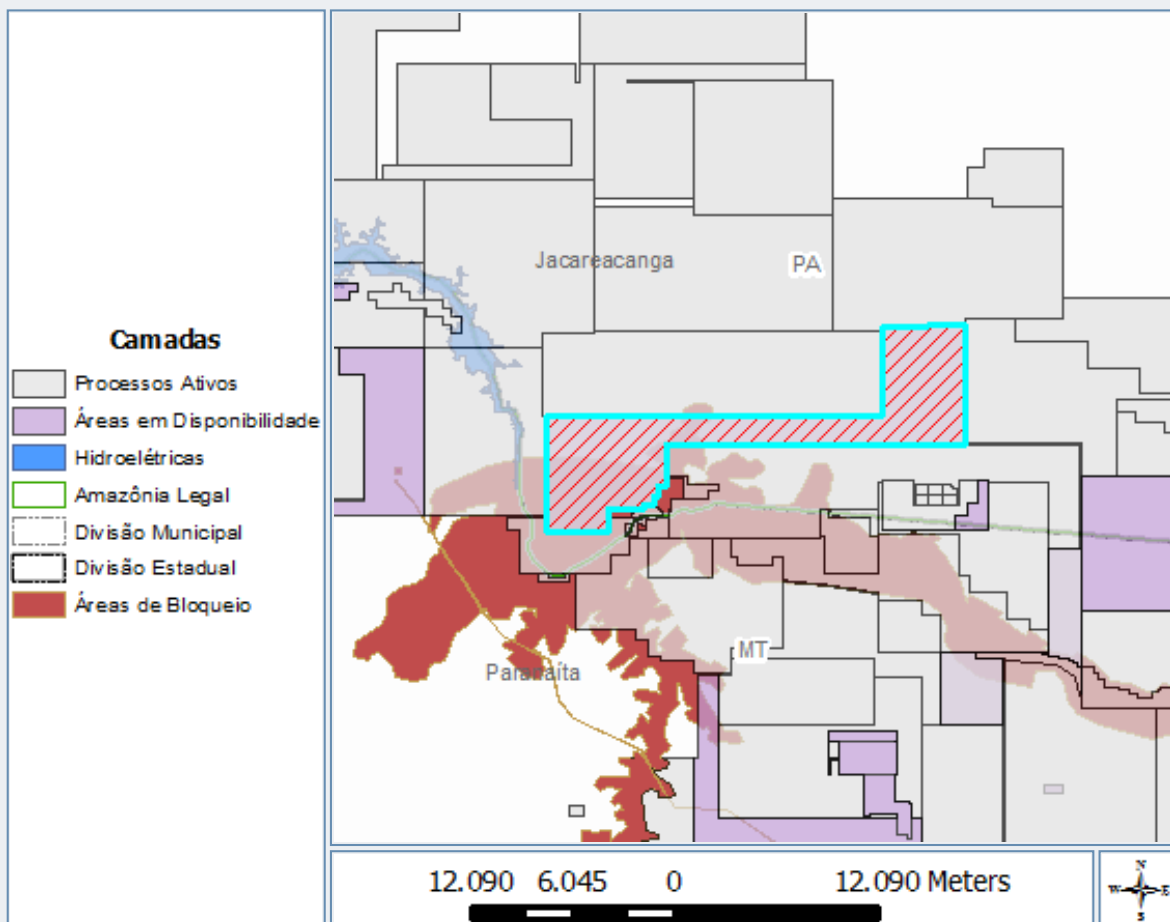 Camadas
Processos Ativos
Áreas em Disponibilidade
Hidroelétricas
Amazônia Legal
Divisão Municipal
Divisão Estadual
Áreas de Bloqueio
Jacareacanga
PA
MT
Paranaíta
12.090 6.045 0 12.090 Meters
N
W E
S